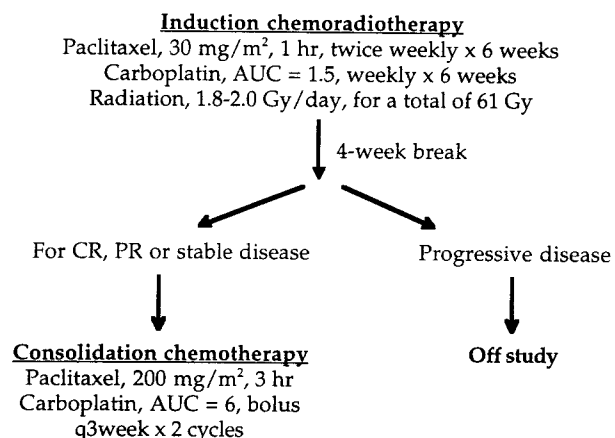 Induction chemoradiotherapy
Paclitaxel, 30 mg/m², 1 hr, twice weekly x 6 weeks
Carboplatin, AUC = 1.5, weekly x 6 weeks
Radiation, 1.8-2.0 Gy/day, for a total of 61 Gy
4-week break
For CR, PR or stable disease
Progressive disease
Consolidation chemotherapy
Off study
Paclitaxel, 200 mg/m², 3 hr
Carboplatin, AUC = 6, bolus
q3week x 2 cycles